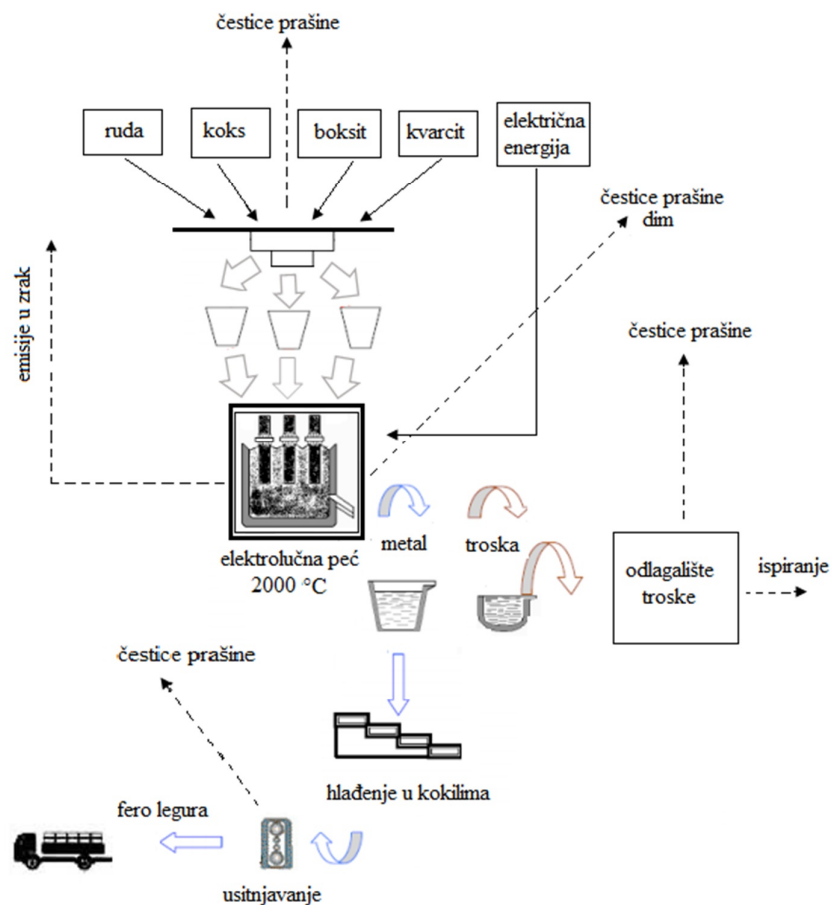 čestice prašine
ruda
koks
boksit
kvarcit
električna
energija
čestice prašine
dim
emisije u zrak
čestice prašine
elektrolučna peć
2000 °C
metal
troska
odlagalište
troske
ispiranje
čestice prašine
hlađenje u kokilima
fero legura
usitnjavanje